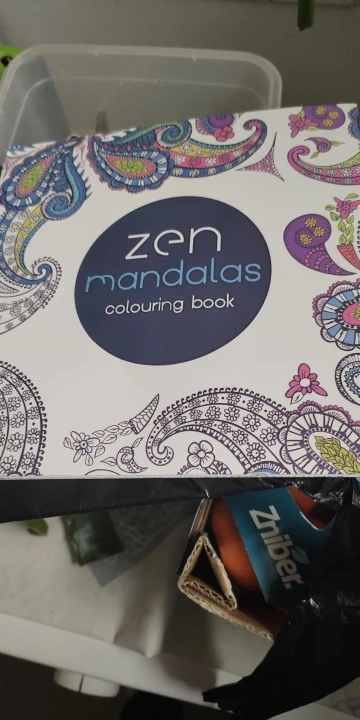 zen
mandalas
colouring book
Zniber.